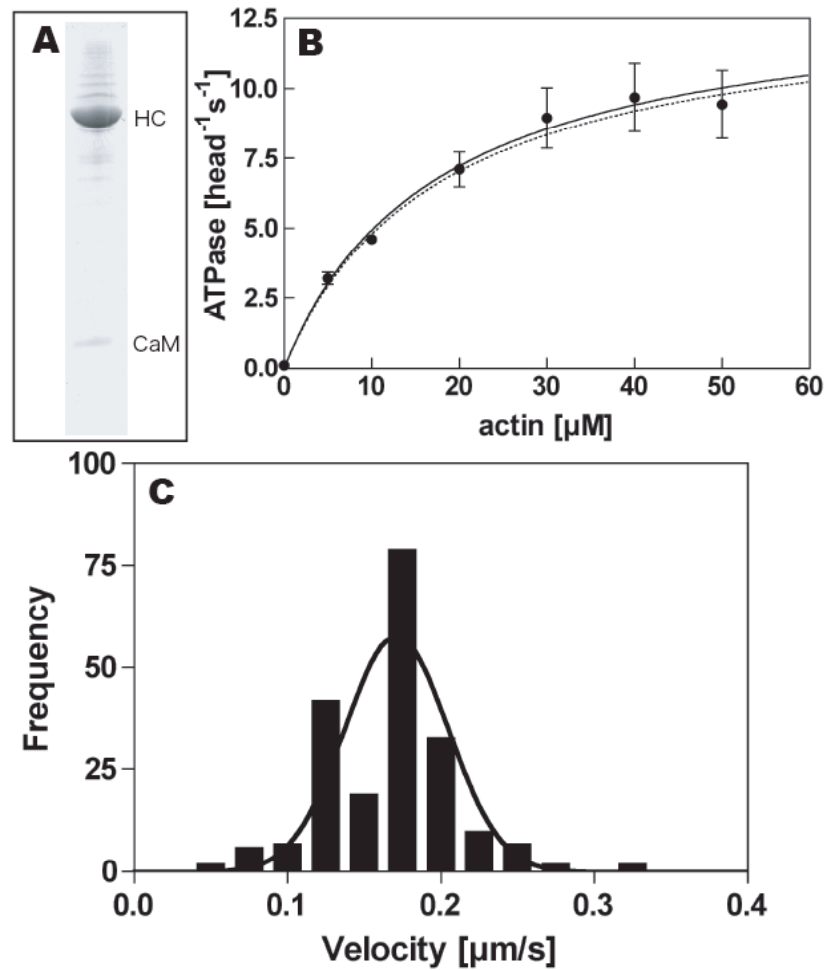 A
HC
CaM
B
ATPase [head⁻¹s⁻¹]
12.5
10.0
7.5
5.0
2.5
0.0
0 10 20 30 40 50 60
actin [µM]
C
Frequency
100
75
50
25
0
0.0 0.1 0.2 0.3 0.4
Velocity [µm/s]